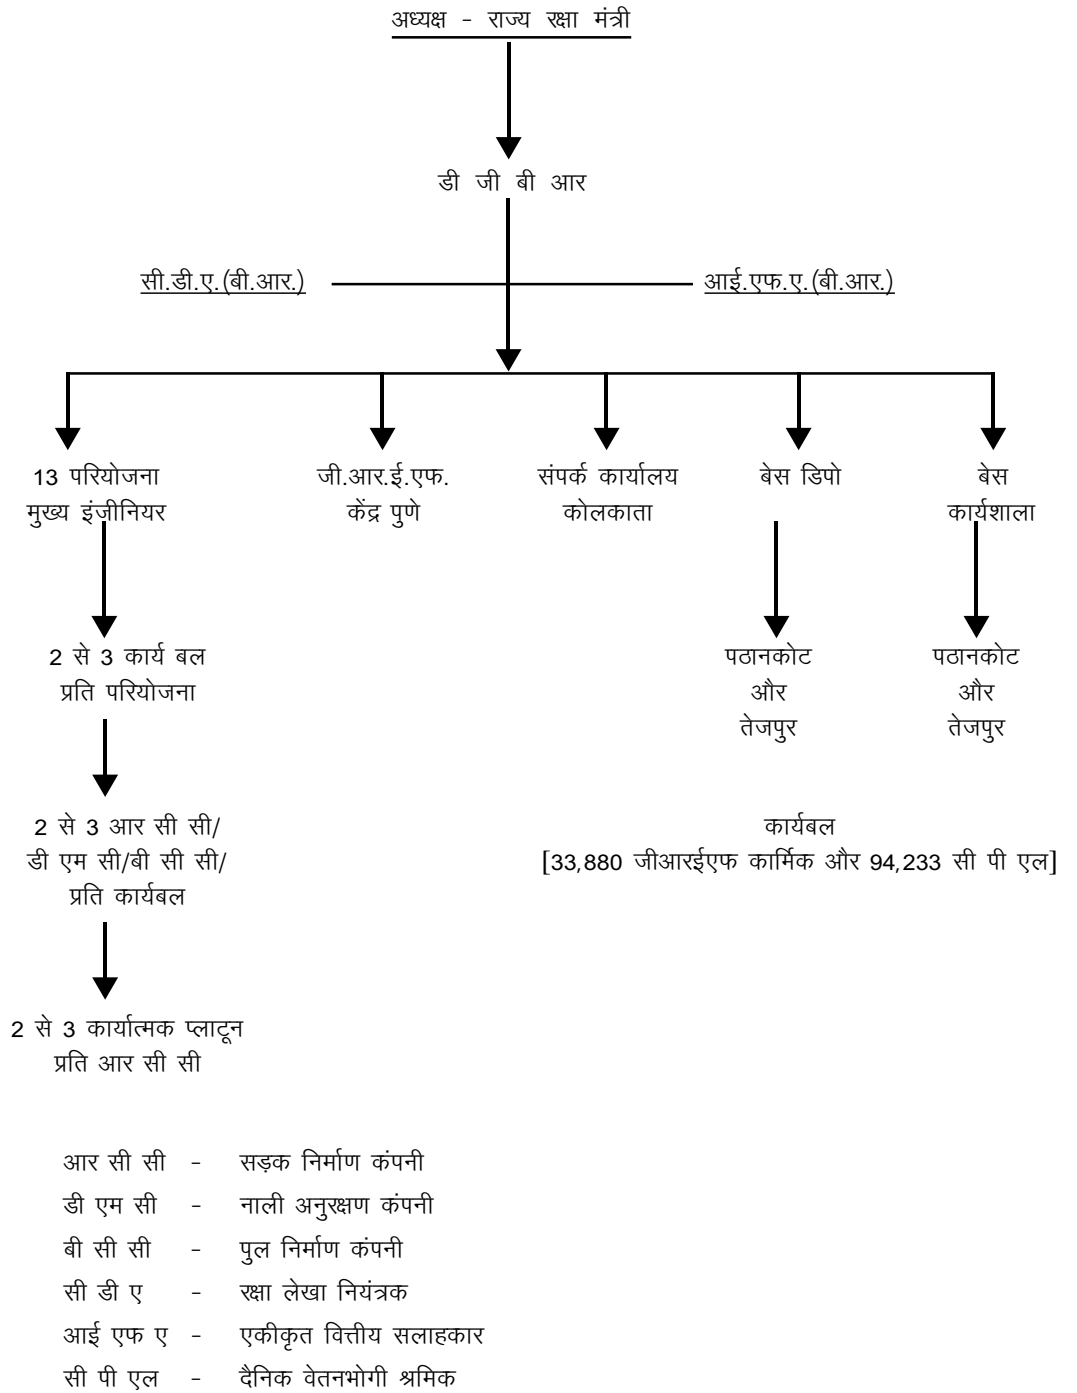 अध्यक्ष - राज्य रक्षा मंत्री
डी जी बी आर
सी.डी.ए.(बी.आर.) आई.एफ.ए.(बी.आर.)
13 परियोजना
मुख्य इंजीनियर
जी.आर.ई.एफ.
केंद्र पुणे
संपर्क कार्यालय
कोलकाता
बेस डिपो
बेस
कार्यशाला
2 से 3 कार्य बल
प्रति परियोजना
पठानकोट
और
तेजपुर
पठानकोट
और
तेजपुर
2 से 3 आर सी सी/
डी एम सी/बी सी सी/
प्रति कार्यबल
कार्यबल
[33,880 जीआरईएफ कार्मिक और 94,233 सी पी एल]
2 से 3 कार्यात्मक प्लाटून
प्रति आर सी सी
आर सी सी - सड़क निर्माण कंपनी
डी एम सी - नाली अनुरक्षण कंपनी
बी सी सी - पुल निर्माण कंपनी
सी डी ए - रक्षा लेखा नियंत्रक
आई एफ ए - एकीकृत वित्तीय सलाहकार
सी पी एल - दैनिक वेतनभोगी श्रमिक